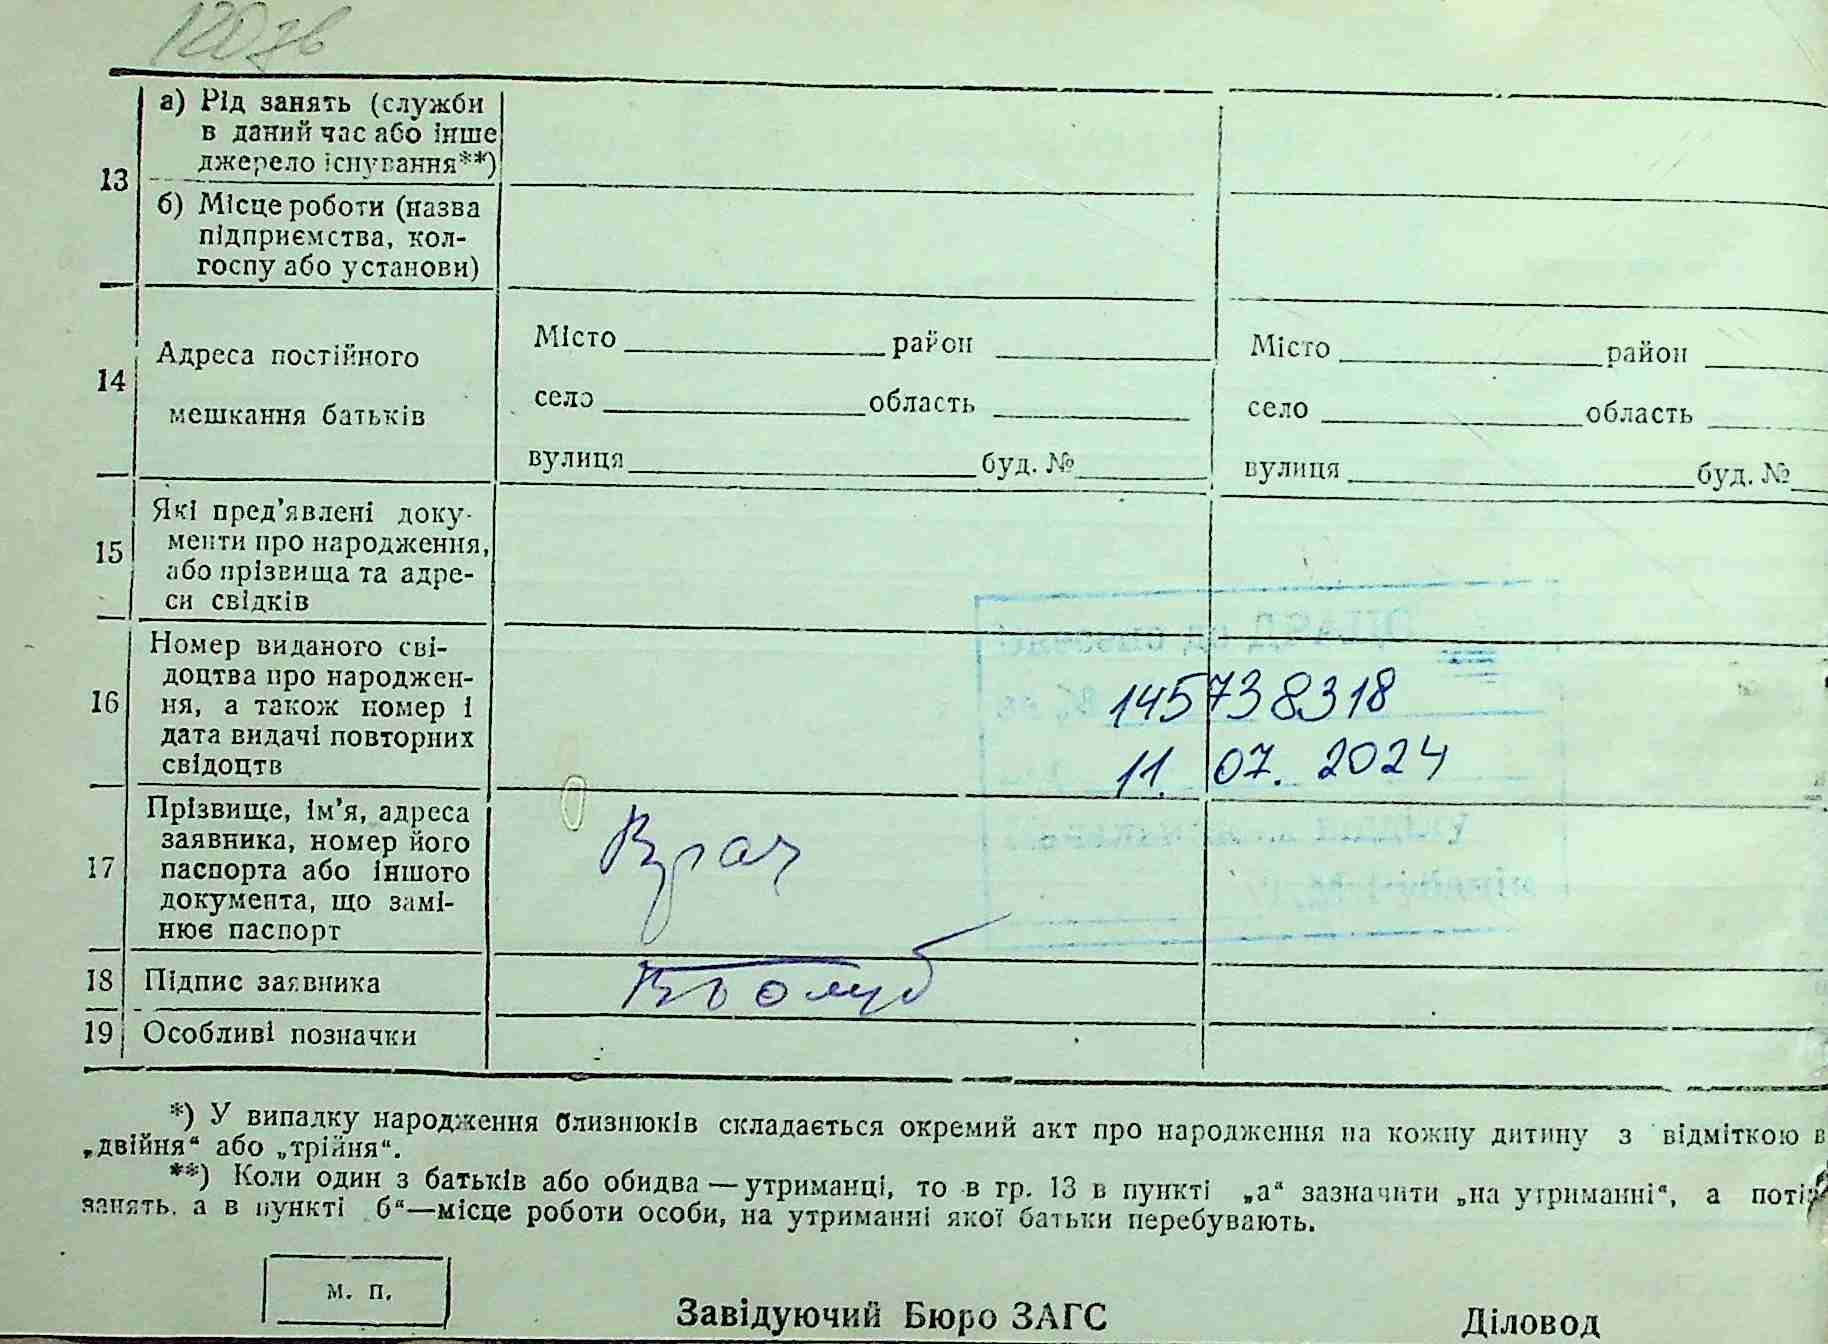 120 зв
13
а) Рід занять (служби
в даний час або інше
джерело існування**)
б) Місце роботи (назва
підприємства, кол-
госпу або установи)
14
Адреса постійного
мешкання батьків
Місто район
село область
вулиця буд. №
Місто район
село область
вулиця буд. №
15
Які пред'явлені доку-
менти про народження,
або прізвища та адре-
си свідків
16
Номер виданого сві-
доцтва про народжен-
ня, а також номер і
дата видачі повторних
свідоцтв
145738318
11. 07. 2024
17
Прізвище, ім'я, адреса
заявника, номер його
паспорта або іншого
документа, що замі-
нює паспорт
Врач
18 Підпис заявника
19 Особливі позначки
*) У випадку народження близнюків складається окремий акт про народження на кожну дитину з відміткою в
„двійня“ або „трійня“.
**) Коли один з батьків або обидва — утриманці, то в гр. 13 в пункті „а“ зазначити „на утриманні“, а поті
занять, а в пункті б“—місце роботи особи, на утриманні якої батьки перебувають.
м. п.
Завідуючий Бюро ЗАГС
Діловод